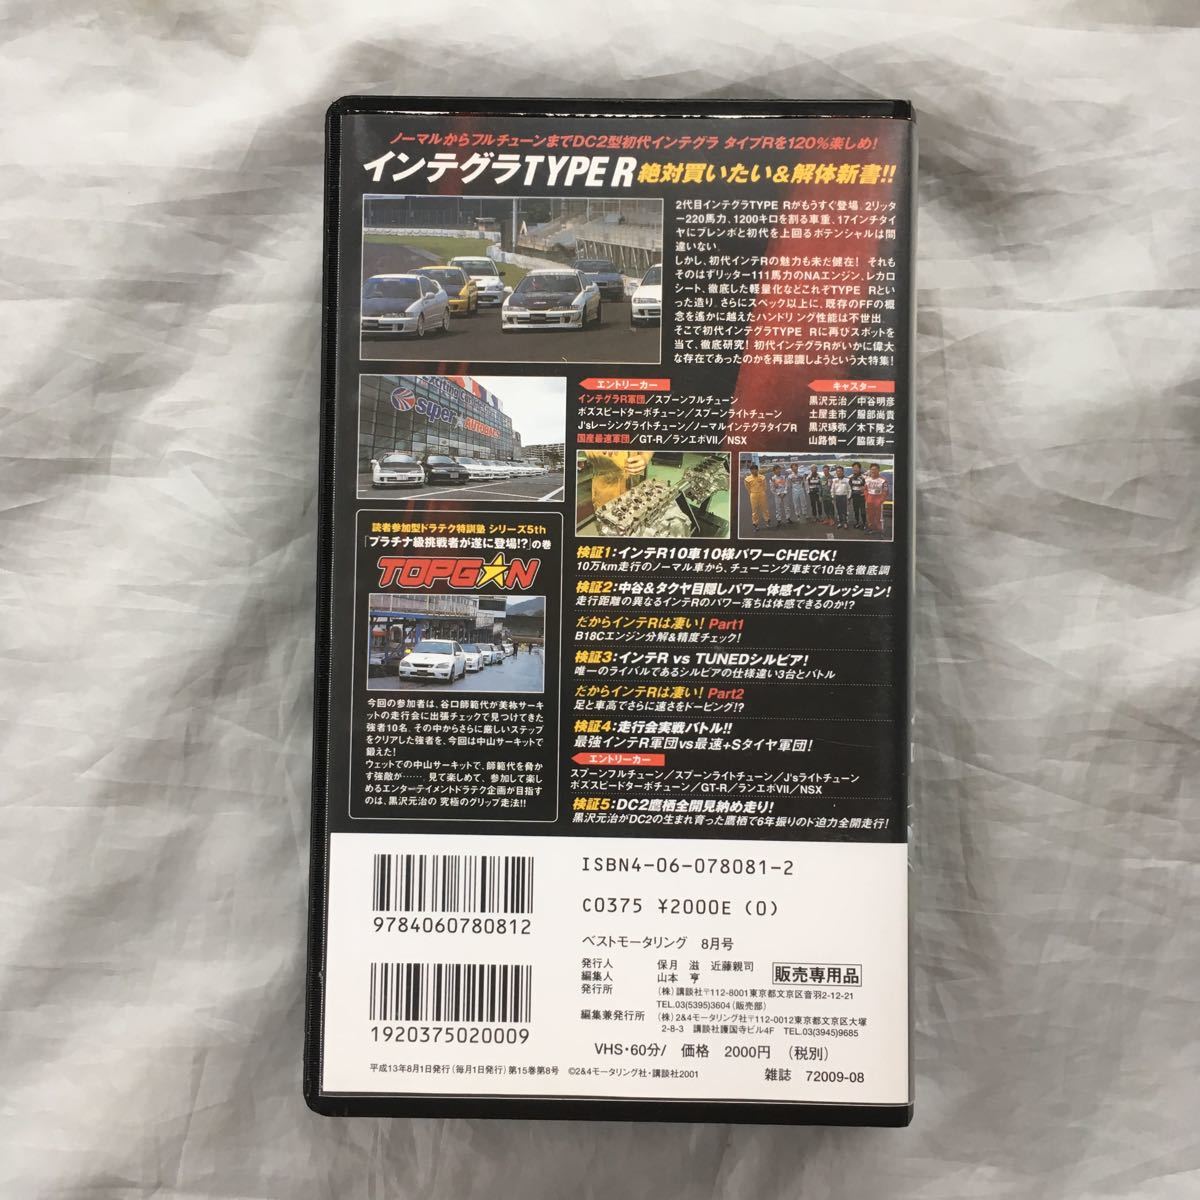 ノーマルからフルチューンまでDC2型初代インテグラ タイプRを120%楽しめ!
インテグラTYPE R 絶対買いたい&解体新書!!
2代目インテグラTYPE Rがもうすぐ登場。2リッタ
ー220馬力、1200キロを割る車重、17インチタイ
ヤにブレンボと初代を上回るポテンシャルは間
違いない。
しかし、初代インテRの魅力も未だ健在! それも
そのはずリッター111馬力のNAエンジン、レカロ
シート、徹底した軽量化などこれぞTYPE Rとい
った造り。さらにスペック以上に、既存のFFの概
念を遙かに越えたハンドリング性能は不世出。
そこで初代インテグラTYPE Rに再びスポットを
当て、徹底研究! 初代インテグラRがいかに偉大
な存在であったのかを再認識しようという大特集!
Super AUTOBACS
エントリーカー
インテグラR軍団/スプーンフルチューン
ボズスピードターボチューン/スプーンライトチューン
J'sレーシングライトチューン/ノーマルインテグラタイプR
国産最速軍団/GT-R/ランエボVII/NSX
キャスター
黒沢元治/中谷明彦
土屋圭市/服部尚貴
黒沢琢弥/木下隆之
山路慎一/脇阪寿一
読者参加型ドラテク特訓塾 シリーズ5th
「プラチナ級挑戦者が遂に登場!?」の巻
TOPG★N
今回の参加者は、谷口師範代が美祢サーキ
ットの走行会に出張チェックで見つけてきた
強者10名。その中からさらに厳しいステップ
をクリアした強者を、今回は中山サーキットで
鍛えた!
ウェットでの中山サーキットで、師範代を脅か
す強敵が……。見て楽しめて、参加して楽し
めるエンターテイメントドラテク企画が目指す
のは、黒沢元治の 究極のグリップ走法!!
検証1:インテR10車10様パワーCHECK!
10万km走行のノーマル車から、チューニング車まで10台を徹底調
検証2:中谷&タクヤ目隠しパワー体感インプレッション!
走行距離の異なるインテRのパワー落ちは体感できるのか!?
だからインテRは凄い! Part1
B18Cエンジン分解&精度チェック!
検証3:インテR vs TUNEDシルビア!
唯一のライバルであるシルビアの仕様違い3台とバトル
だからインテRは凄い! Part2
足と車高でさらに速さをドーピング!?
検証4:走行会実戦バトル!!
最強インテR軍団vs最速+Sタイヤ軍団!
エントリーカー
スプーンフルチューン/スプーンライトチューン/J'sライトチューン
ボズスピードターボチューン/GT-R/ランエボVII/NSX
検証5:DC2鷹栖全開見納め走り!
黒沢元治がDC2の生まれ育った鷹栖で6年振りのド迫力全開走行!
9784060780812
1920375020009
ISBN4-06-078081-2
C0375 ¥2000E (0)
ベストモータリング 8月号
発行人 保月 滋 近藤親司
編集人 山本 亨
販売専用品
発行所 (株)講談社〒112-8001東京都文京区音羽2-12-21
TEL.03(5395)3604(販売部)
編集兼発行所 (株)2&4モータリング社〒112-0012東京都文京区大塚
2-8-3 講談社護国寺ビル4F TEL.03(3945)9685
VHS・60分/ 価格 2000円 (税別)
平成13年8月1日発行(毎月1日発行)第15巻第8号 ©2&4モータリング社・講談社2001
雑誌 72009-08